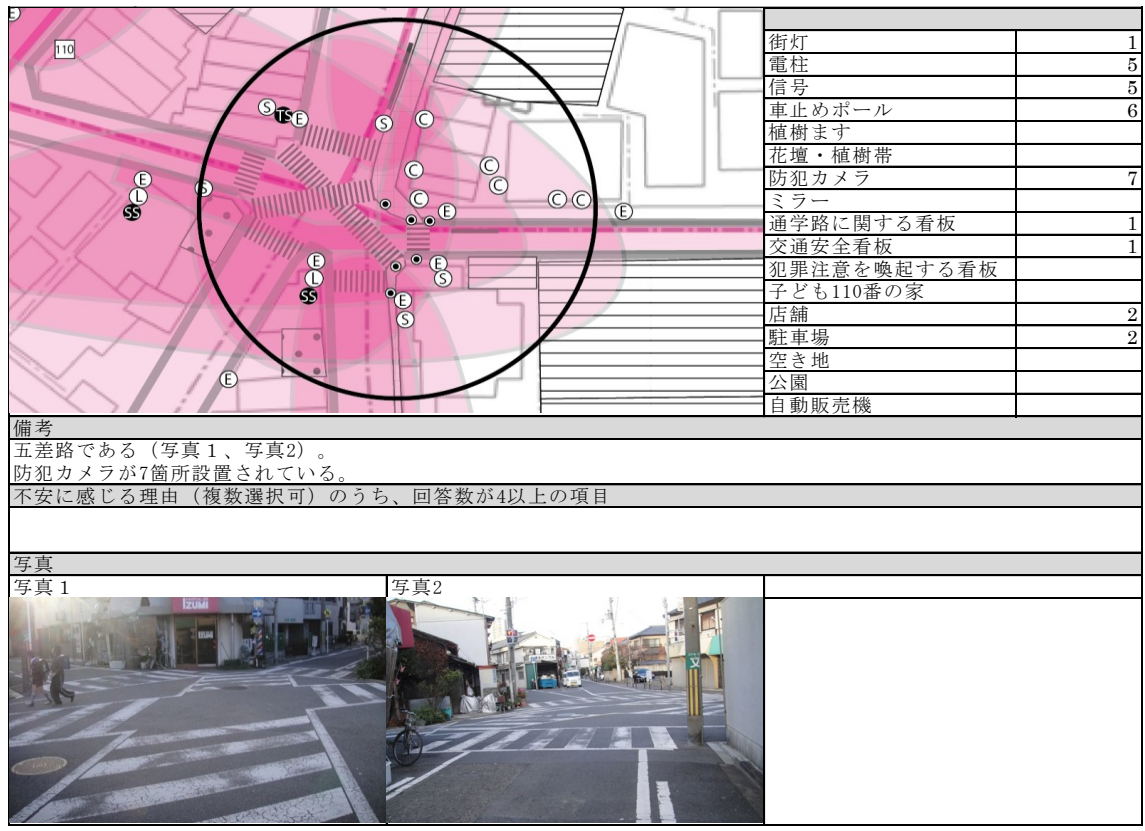 E
110
S
TS
E
S
C
C
C
C
C
C
C
E
E
E
L
SS
S
E
L
SS
E
S
E
S
E
街灯 1
電柱 5
信号 5
車止めポール 6
植樹ます
花壇・植樹帯
防犯カメラ 7
ミラー
通学路に関する看板 1
交通安全看板 1
犯罪注意を喚起する看板
子ども110番の家
店舗 2
駐車場 2
空き地
公園
自動販売機
備考
五差路である（写真１、写真2）。
防犯カメラが7箇所設置されている。
不安に感じる理由（複数選択可）のうち、回答数が4以上の項目
写真
写真１
写真2
IZUMI
文